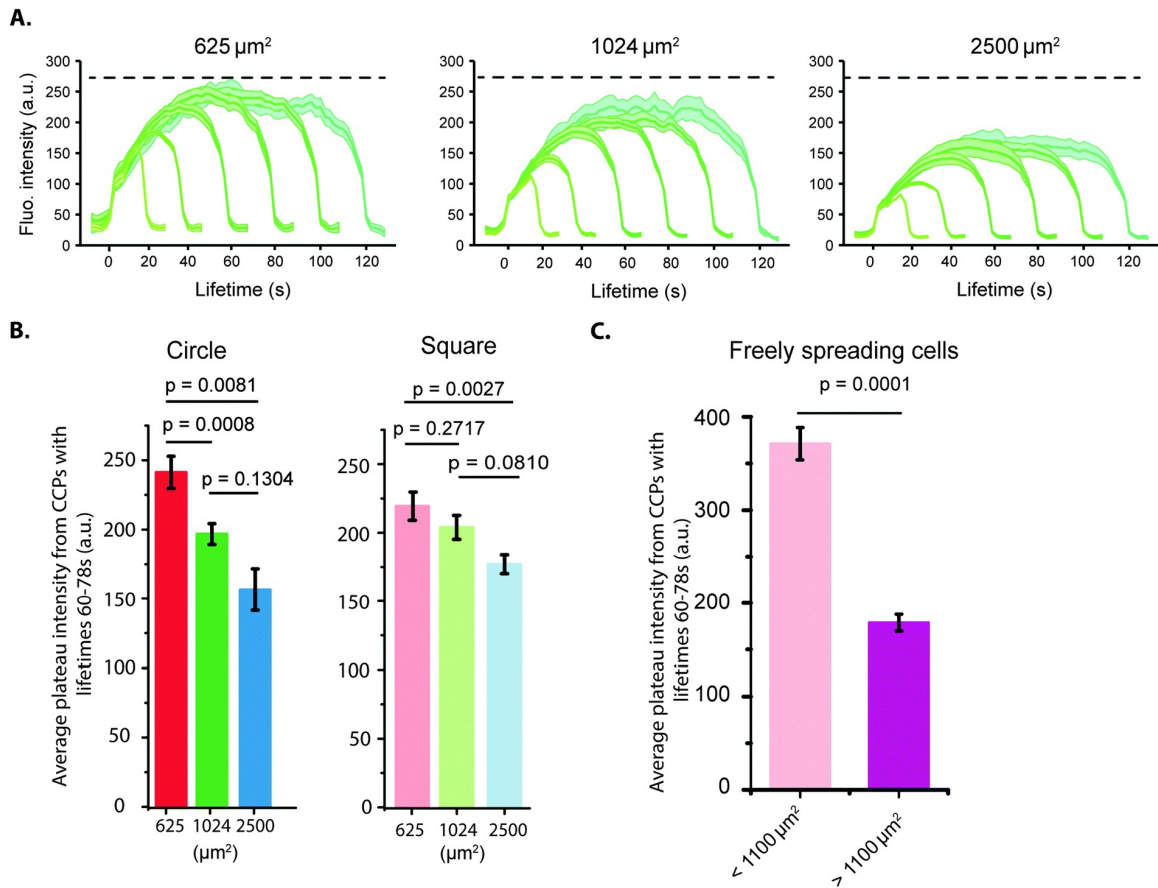 A.
625 µm²
1024 µm²
2500 µm²
Fluo. intensity (a.u.)
300
250
200
150
100
50
0
300
250
200
150
100
50
0
300
250
200
150
100
50
0
0 20 40 60 80 100 120
0 20 40 60 80 100 120
0 20 40 60 80 100 120
Lifetime (s)
Lifetime (s)
Lifetime (s)
B.
Circle
p = 0.0081
p = 0.0008
p = 0.1304
Average plateau intensity from CCPs with
lifetimes 60-78s (a.u.)
250
200
150
100
50
0
625 1024 2500
(µm²)
Square
p = 0.0027
p = 0.2717
p = 0.0810
250
200
150
100
50
0
625 1024 2500
(µm²)
C.
Freely spreading cells
p = 0.0001
Average plateau intensity from CCPs with
lifetimes 60-78s (a.u.)
400
300
200
100
0
< 1100 µm²
> 1100 µm²